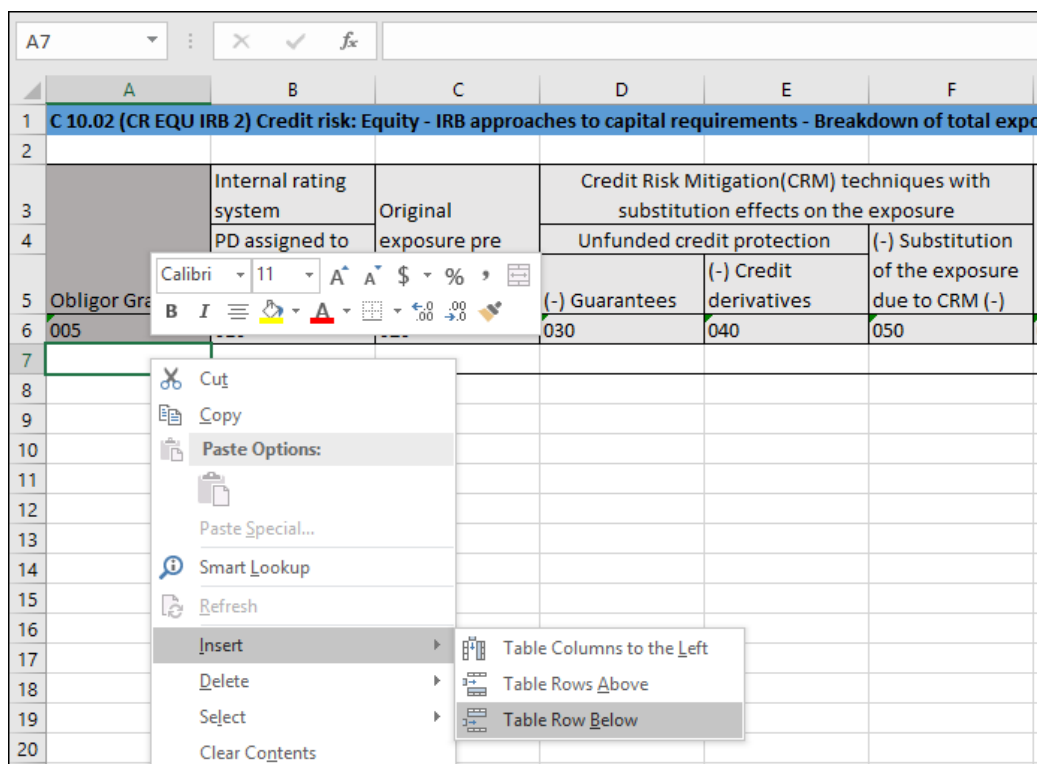 A7
fx
A B C D E F
1 C 10.02 (CR EQU IRB 2) Credit risk: Equity - IRB approaches to capital requirements - Breakdown of total
2
Internal rating
Credit Risk Mitigation(CRM) techniques with
3 system Original substitution effects on the exposure
4 PD assigned to exposure pre Unfunded credit protection (-) Substitution
Calibri 11 A A $ % , (-) Credit of the exposure
5 Obligor B I A .00 .00 (-) Guarantees derivatives due to CRM (-)
6 005 030 040 050
7
8 Cut
9 Copy
10 Paste Options:
11
12
13 Paste Special...
14 Smart Lookup
15 Refresh
16 Insert Table Columns to the Left
17
18 Delete Table Rows Above
19 Select Table Row Below
20 Clear Contents